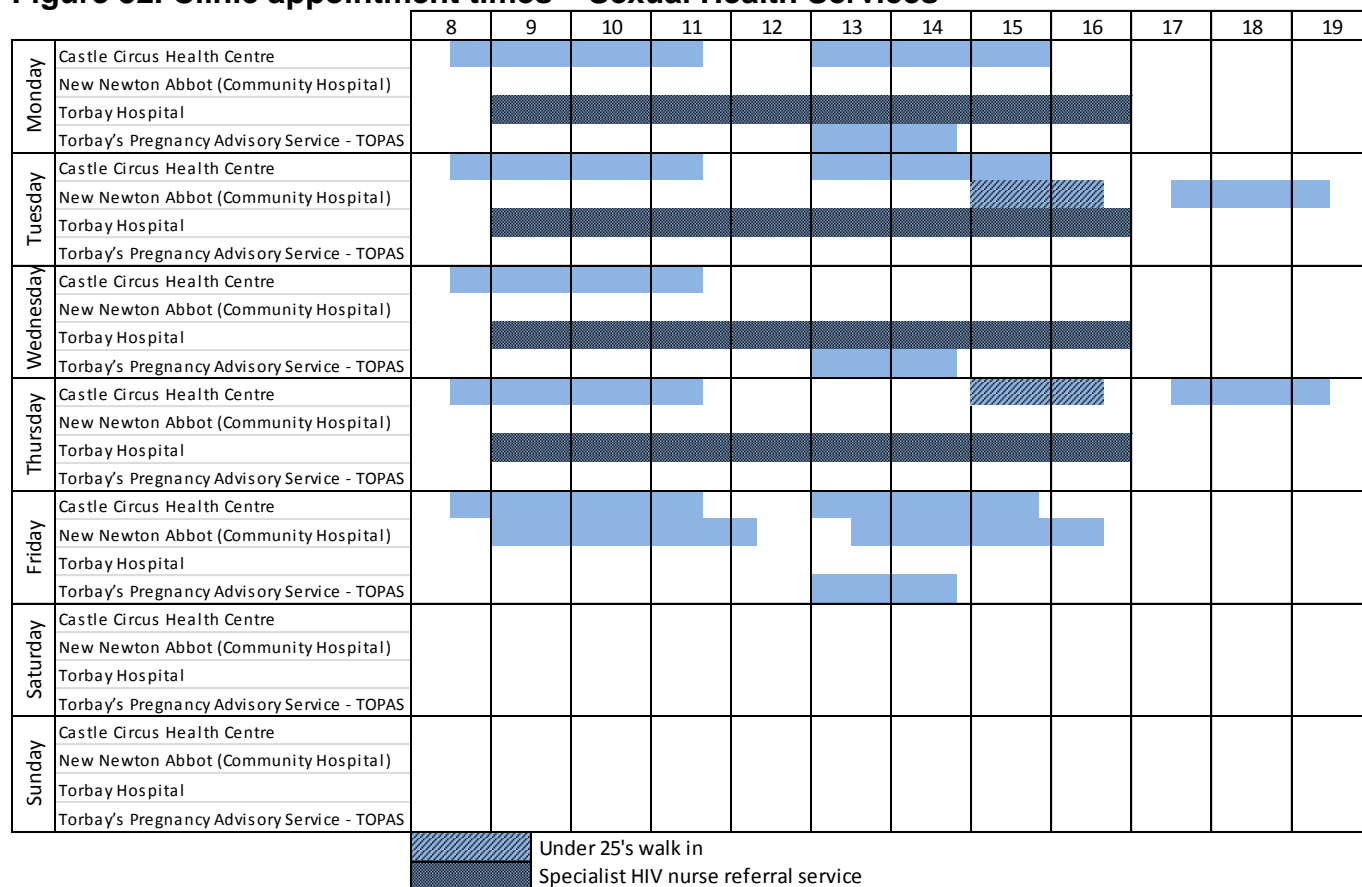 8 9 10 11 12 13 14 15 16 17 18 19
Monday
Castle Circus Health Centre
New Newton Abbot (Community Hospital)
Torbay Hospital
Torbay's Pregnancy Advisory Service - TOPAS
Tuesday
Castle Circus Health Centre
New Newton Abbot (Community Hospital)
Torbay Hospital
Torbay's Pregnancy Advisory Service - TOPAS
Wednesday
Castle Circus Health Centre
New Newton Abbot (Community Hospital)
Torbay Hospital
Torbay's Pregnancy Advisory Service - TOPAS
Thursday
Castle Circus Health Centre
New Newton Abbot (Community Hospital)
Torbay Hospital
Torbay's Pregnancy Advisory Service - TOPAS
Friday
Castle Circus Health Centre
New Newton Abbot (Community Hospital)
Torbay Hospital
Torbay's Pregnancy Advisory Service - TOPAS
Saturday
Castle Circus Health Centre
New Newton Abbot (Community Hospital)
Torbay Hospital
Torbay's Pregnancy Advisory Service - TOPAS
Sunday
Castle Circus Health Centre
New Newton Abbot (Community Hospital)
Torbay Hospital
Torbay's Pregnancy Advisory Service - TOPAS
Under 25's walk in
Specialist HIV nurse referral service